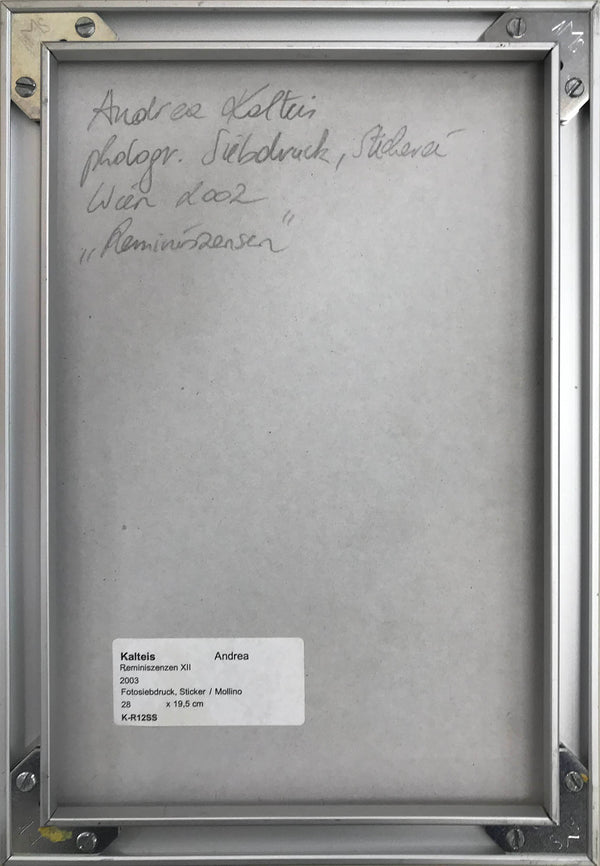 Andrea Kalteis
photogr. Siebdruck, Stickerei
Wien 2002
„Reminiszensen"
Kalteis Andrea
Reminiszenzen XII
2003
Fotosiebdruck, Sticker / Mollino
28 x 19,5 cm
K-R12SS